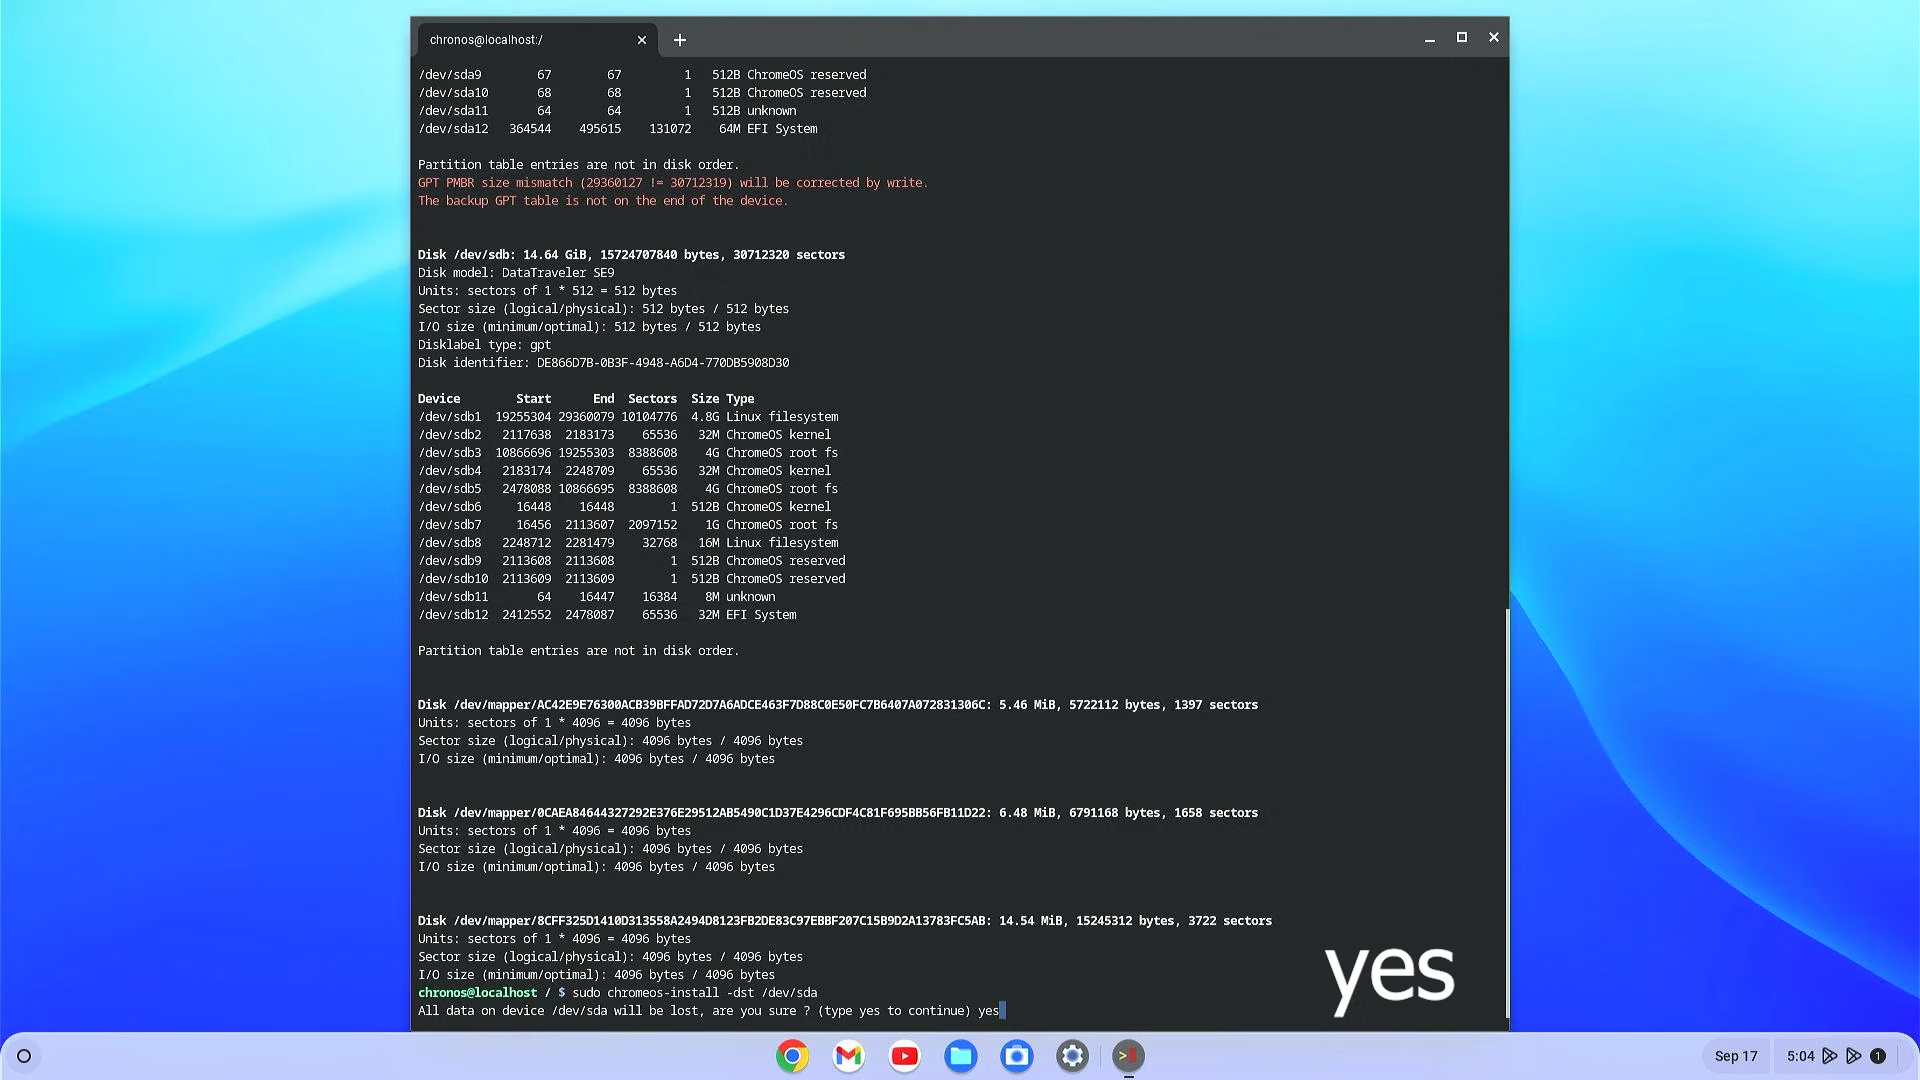 chronos@localhost:/
/dev/sda9 67 67 1 512B ChromeOS reserved
/dev/sda10 68 68 1 512B ChromeOS reserved
/dev/sda11 64 64 1 512B unknown
/dev/sda12 364544 495615 131072 64M EFI System
Partition table entries are not in disk order.
GPT PMBR size mismatch (29360127 != 30712319) will be corrected by write.
The backup GPT table is not on the end of the device.
Disk /dev/sdb: 14.64 GiB, 15724707840 bytes, 30712320 sectors
Disk model: DataTraveler SE9
Units: sectors of 1 * 512 = 512 bytes
Sector size (logical/physical): 512 bytes / 512 bytes
I/O size (minimum/optimal): 512 bytes / 512 bytes
Disklabel type: gpt
Disk identifier: DE866D7B-0B3F-4948-A6D4-770DB5908D30
Device Start End Sectors Size Type
/dev/sdb1 19255304 29360079 10104776 4.8G Linux filesystem
/dev/sdb2 2117638 2183173 65536 32M ChromeOS kernel
/dev/sdb3 10866696 19255303 8388608 4G ChromeOS root fs
/dev/sdb4 2183174 2248709 65536 32M ChromeOS kernel
/dev/sdb5 2478088 10866695 8388608 4G ChromeOS root fs
/dev/sdb6 16448 16448 1 512B ChromeOS kernel
/dev/sdb7 16456 2113607 2097152 1G ChromeOS root fs
/dev/sdb8 2248712 2281479 32768 16M Linux filesystem
/dev/sdb9 2113608 2113608 1 512B ChromeOS reserved
/dev/sdb10 2113609 2113609 1 512B ChromeOS reserved
/dev/sdb11 64 16447 16384 8M unknown
/dev/sdb12 2412552 2478087 65536 32M EFI System
Partition table entries are not in disk order.
Disk /dev/mapper/AC42E9E76300ACB39BFFAD72D7A6ADCE463F7D88C0E50FC7B6407A072831306C: 5.46 MiB, 5722112 bytes, 1397 sectors
Units: sectors of 1 * 4096 = 4096 bytes
Sector size (logical/physical): 4096 bytes / 4096 bytes
I/O size (minimum/optimal): 4096 bytes / 4096 bytes
Disk /dev/mapper/0CAEA84644327292E376E29512AB5490C1D37E4296CDF4C81F695BB56FB11D22: 6.48 MiB, 6791168 bytes, 1658 sectors
Units: sectors of 1 * 4096 = 4096 bytes
Sector size (logical/physical): 4096 bytes / 4096 bytes
I/O size (minimum/optimal): 4096 bytes / 4096 bytes
Disk /dev/mapper/8CFF325D1410D313558A2494D8123FB2DE83C97EBBF207C15B9D2A13783FC5AB: 14.54 MiB, 15245312 bytes, 3722 sectors
Units: sectors of 1 * 4096 = 4096 bytes
Sector size (logical/physical): 4096 bytes / 4096 bytes
I/O size (minimum/optimal): 4096 bytes / 4096 bytes
chronos@localhost / $ sudo chromeos-install -dst /dev/sda
All data on device /dev/sda will be lost, are you sure ? (type yes to continue) yes
yes
Sep 17 5:04 1